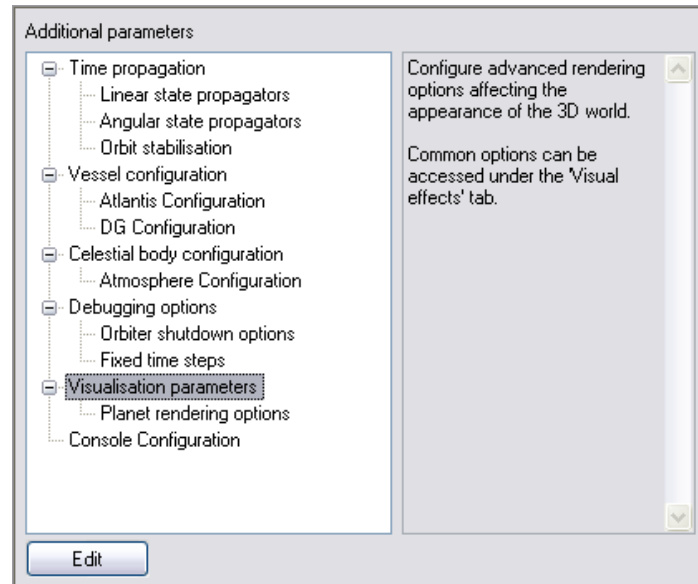 Additional parameters
Time propagation
Linear state propagators
Angular state propagators
Orbit stabilisation
Vessel configuration
Atlantis Configuration
DG Configuration
Celestial body configuration
Atmosphere Configuration
Debugging options
Orbiter shutdown options
Fixed time steps
Visualisation parameters
Planet rendering options
Console Configuration
Configure advanced rendering
options affecting the
appearance of the 3D world.
Common options can be
accessed under the 'Visual
effects' tab.
Edit